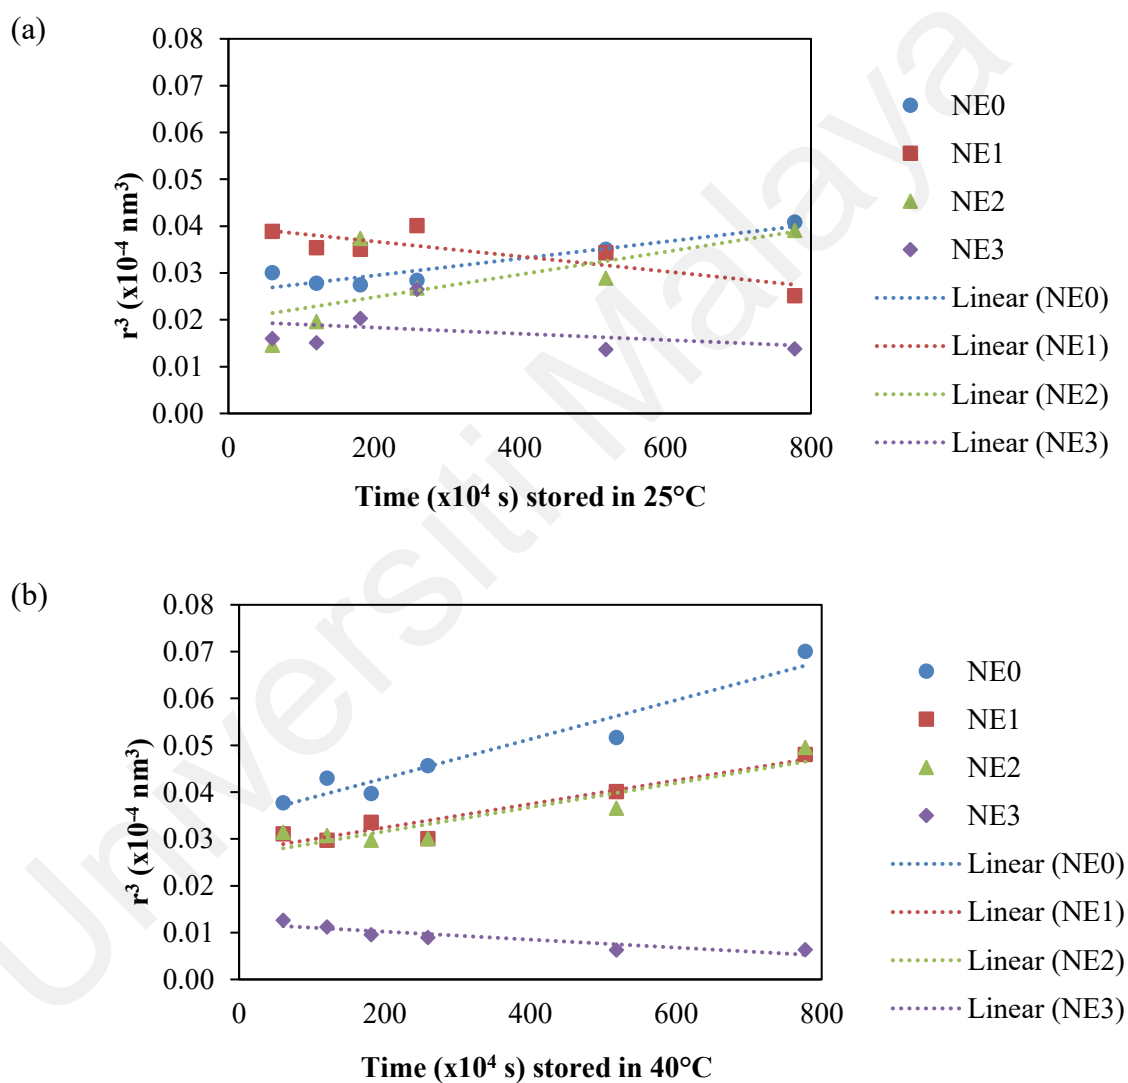 (a)
0.08
0.07
0.06
0.05
0.04
0.03
0.02
0.01
0.00
r³ (x10⁻⁴ nm³)
0 200 400 600 800
Time (x10⁴ s) stored in 25°C
NE0
NE1
NE2
NE3
Linear (NE0)
Linear (NE1)
Linear (NE2)
Linear (NE3)
(b)
0.08
0.07
0.06
0.05
0.04
0.03
0.02
0.01
0.00
r³ (x10⁻⁴ nm³)
0 200 400 600 800
Time (x10⁴ s) stored in 40°C
NE0
NE1
NE2
NE3
Linear (NE0)
Linear (NE1)
Linear (NE2)
Linear (NE3)
Universiti Malaya